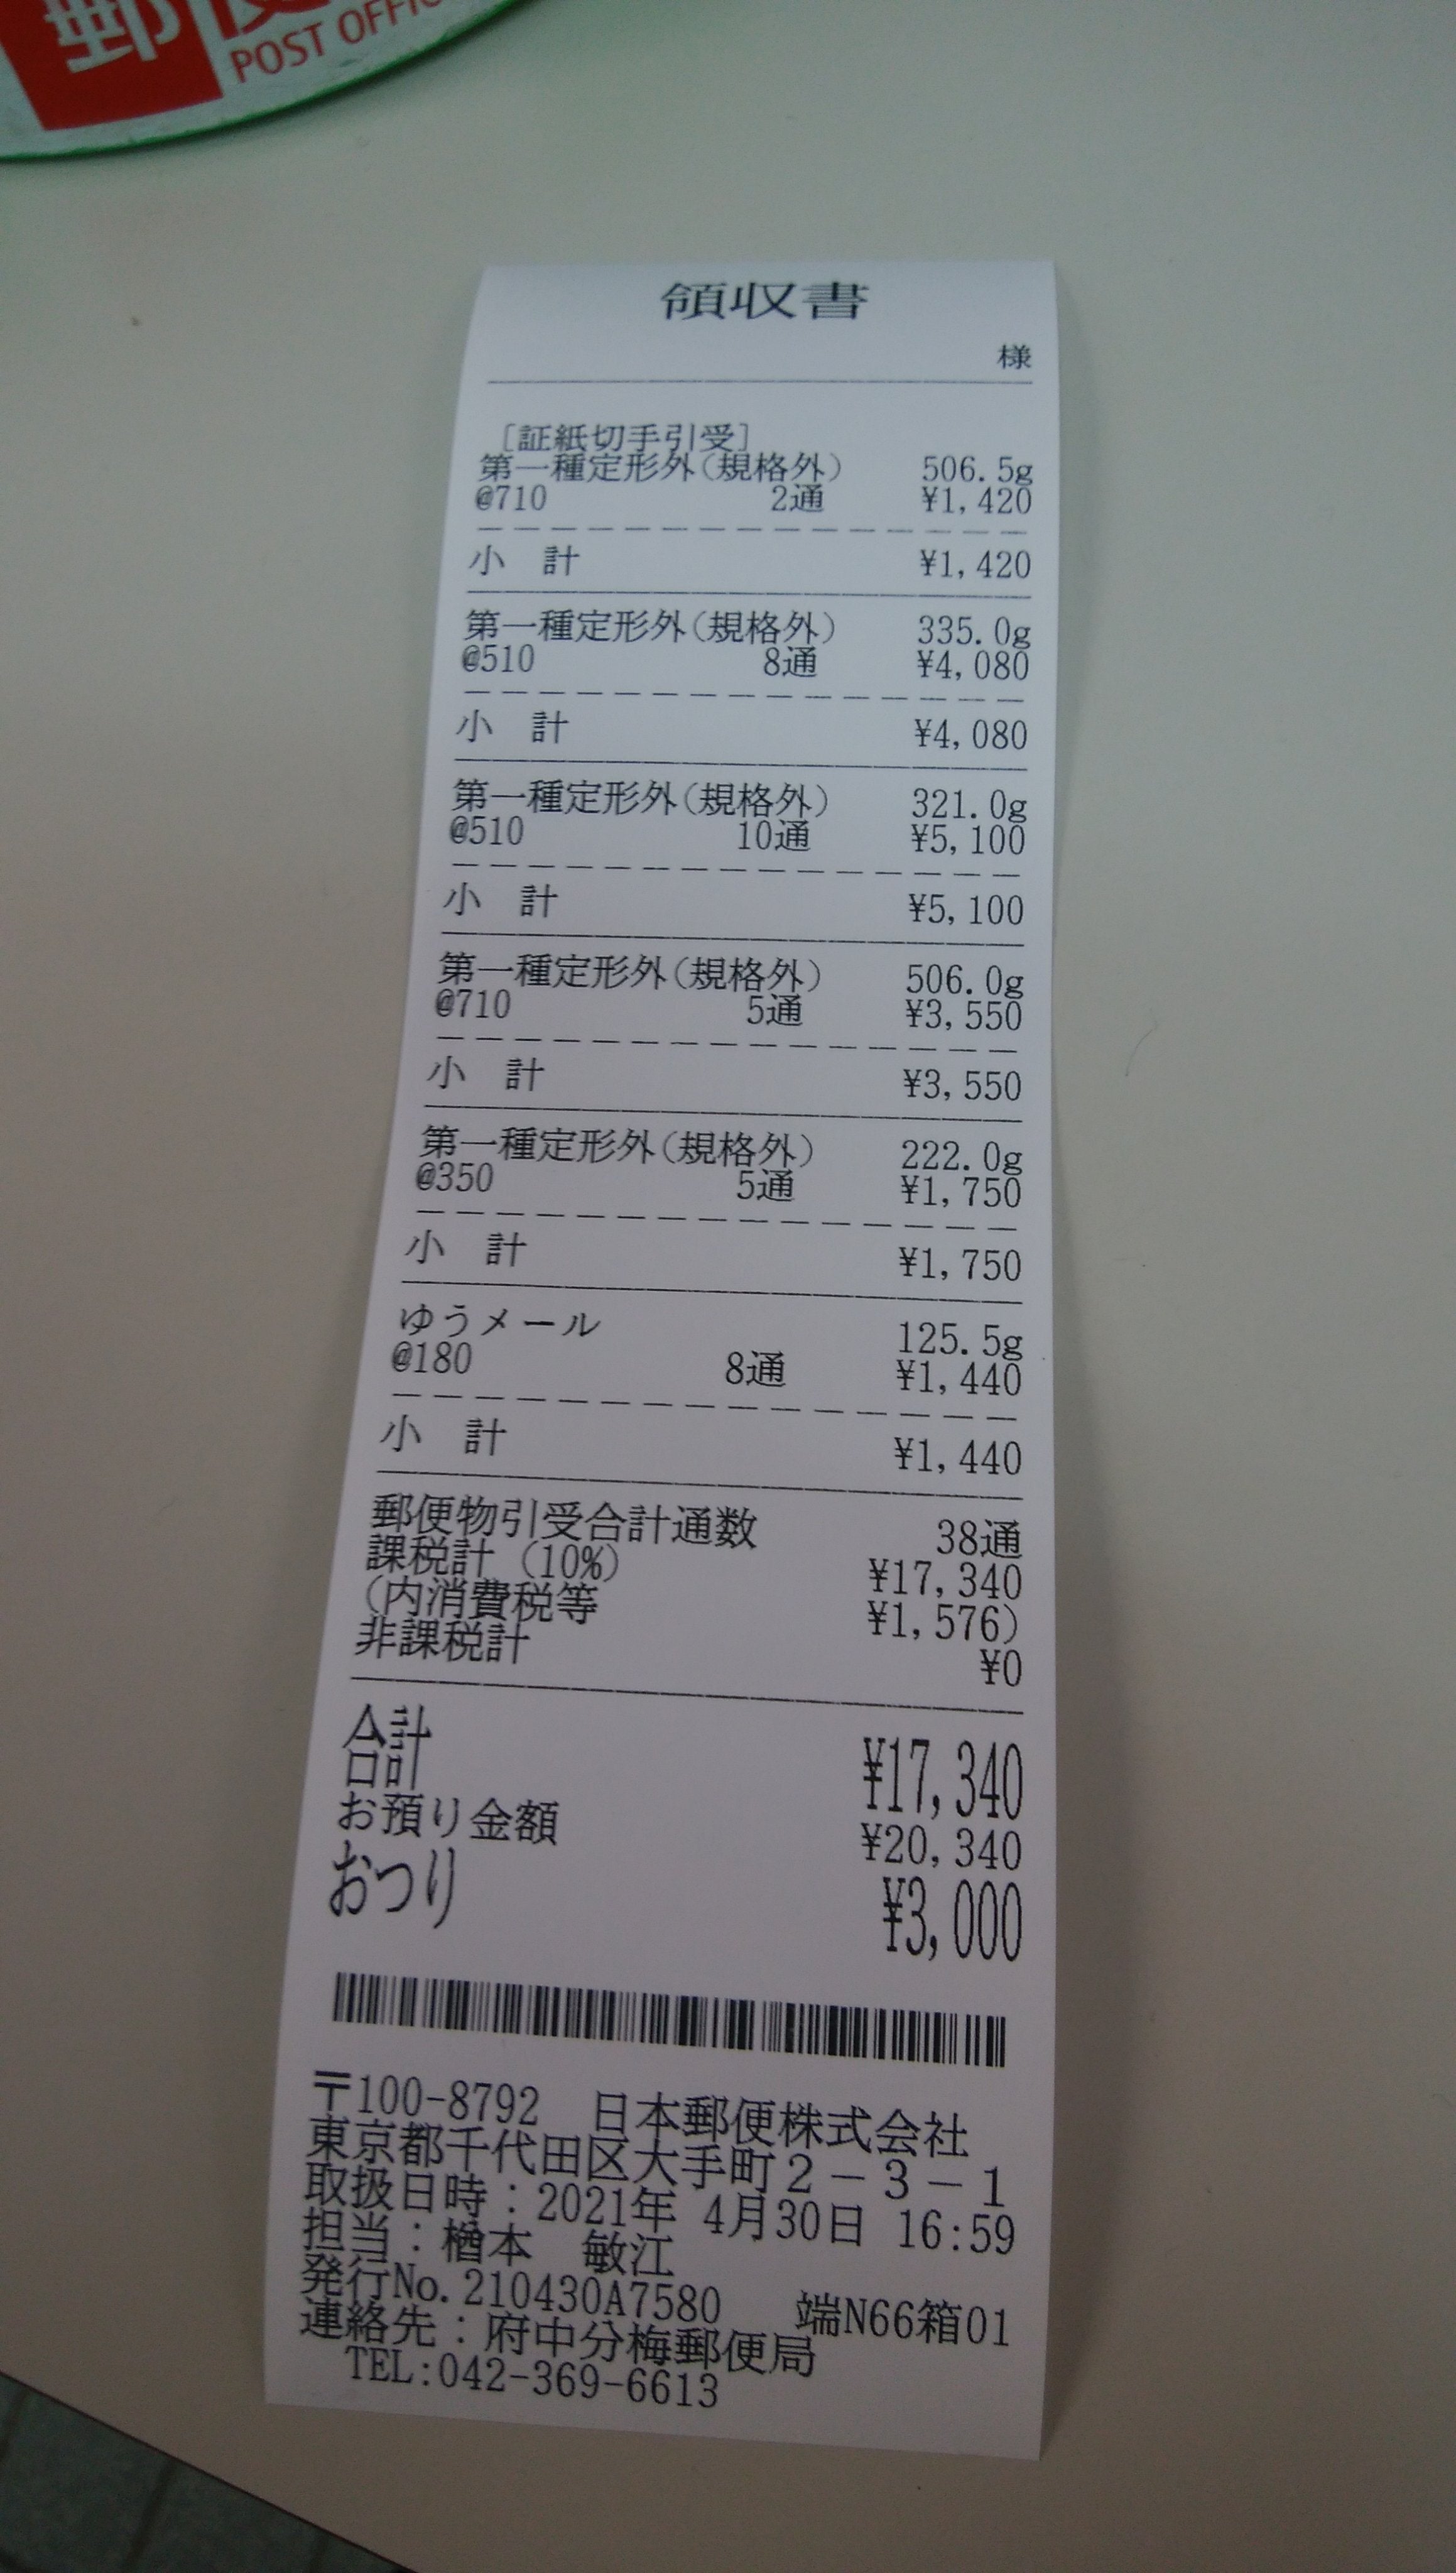 郵便
POST OFFIC
領収書
様
[証紙切手引受]
第一種定形外(規格外) 506.5g
@710 2通 ¥1,420
小 計 ¥1,420
第一種定形外(規格外) 335.0g
@510 8通 ¥4,080
小 計 ¥4,080
第一種定形外(規格外) 321.0g
@510 10通 ¥5,100
小 計 ¥5,100
第一種定形外(規格外) 506.0g
@710 5通 ¥3,550
小 計 ¥3,550
第一種定形外(規格外) 222.0g
@350 5通 ¥1,750
小 計 ¥1,750
ゆうメール 125.5g
@180 8通 ¥1,440
小 計 ¥1,440
郵便物引受合計通数 38通
課税計 (10%) ¥17,340
(内消費税等 ¥1,576)
非課税計 ¥0
合計 ¥17,340
お預り金額 ¥20,340
おつり ¥3,000
〒100-8792 日本郵便株式会社
東京都千代田区大手町2-3-1
取扱日時:2021年 4月30日 16:59
担当:楢本 敏江
発行No.210430A7580 端N66箱01
連絡先:府中分梅郵便局
TEL:042-369-6613